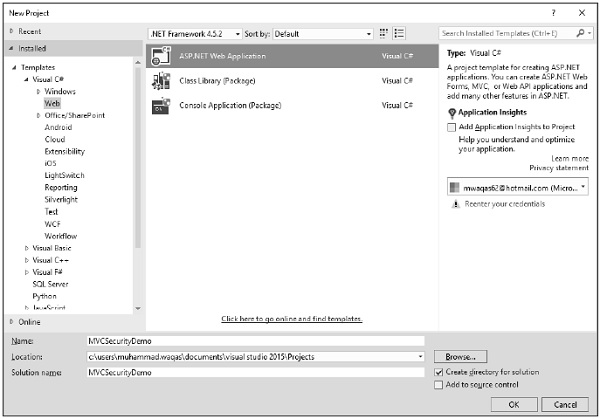 New Project
?
Recent
Installed
Templates
Visual C#
Windows
Web
Office/SharePoint
Android
Cloud
Extensibility
iOS
LightSwitch
Reporting
Silverlight
Test
WCF
Workflow
Visual Basic
Visual C++
Visual F#
SQL Server
Python
JavaScript
Online
.NET Framework 4.5.2
Sort by:
Default
ASP.NET Web Application
Visual C#
Class Library (Package)
Visual C#
Console Application (Package)
Visual C#
Click here to go online and find templates.
Search Installed Templates (Ctrl+E)
Type: Visual C#
A project template for creating ASP.NET
applications. You can create ASP.NET Web
Forms, MVC, or Web API applications and
add many other features in ASP.NET.
Application Insights
Add Application Insights to Project
Help you understand and optimize
your application.
Learn more
Privacy statement
mwaqas62@hotmail.com (Micro...
Reenter your credentials
Name:
MVCSecurityDemo
Location:
c:\users\muhammad.waqas\documents\visual studio 2015\Projects
Browse...
Solution name:
MVCSecurityDemo
Create directory for solution
Add to source control
OK
Cancel